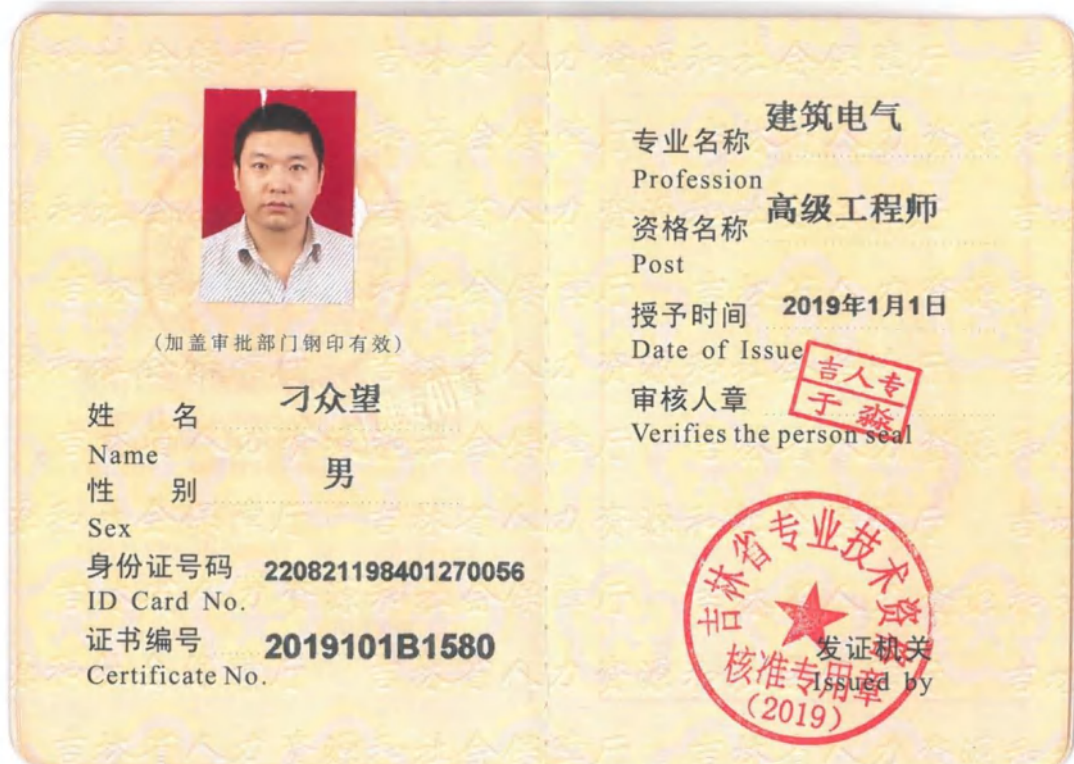 (加盖审批部门钢印有效)
姓 名 刁众望
Name
性 别 男
Sex
身份证号码 220821198401270056
ID Card No.
证书编号 2019101B1580
Certificate No.
专业名称 建筑电气
Profession
资格名称 高级工程师
Post
授予时间 2019年1月1日
Date of Issue
审核人章
吉人专
于淼
Verifies the person seal
吉林省专业技术资格
核准专用章
(2019)
发证机关
Issued by